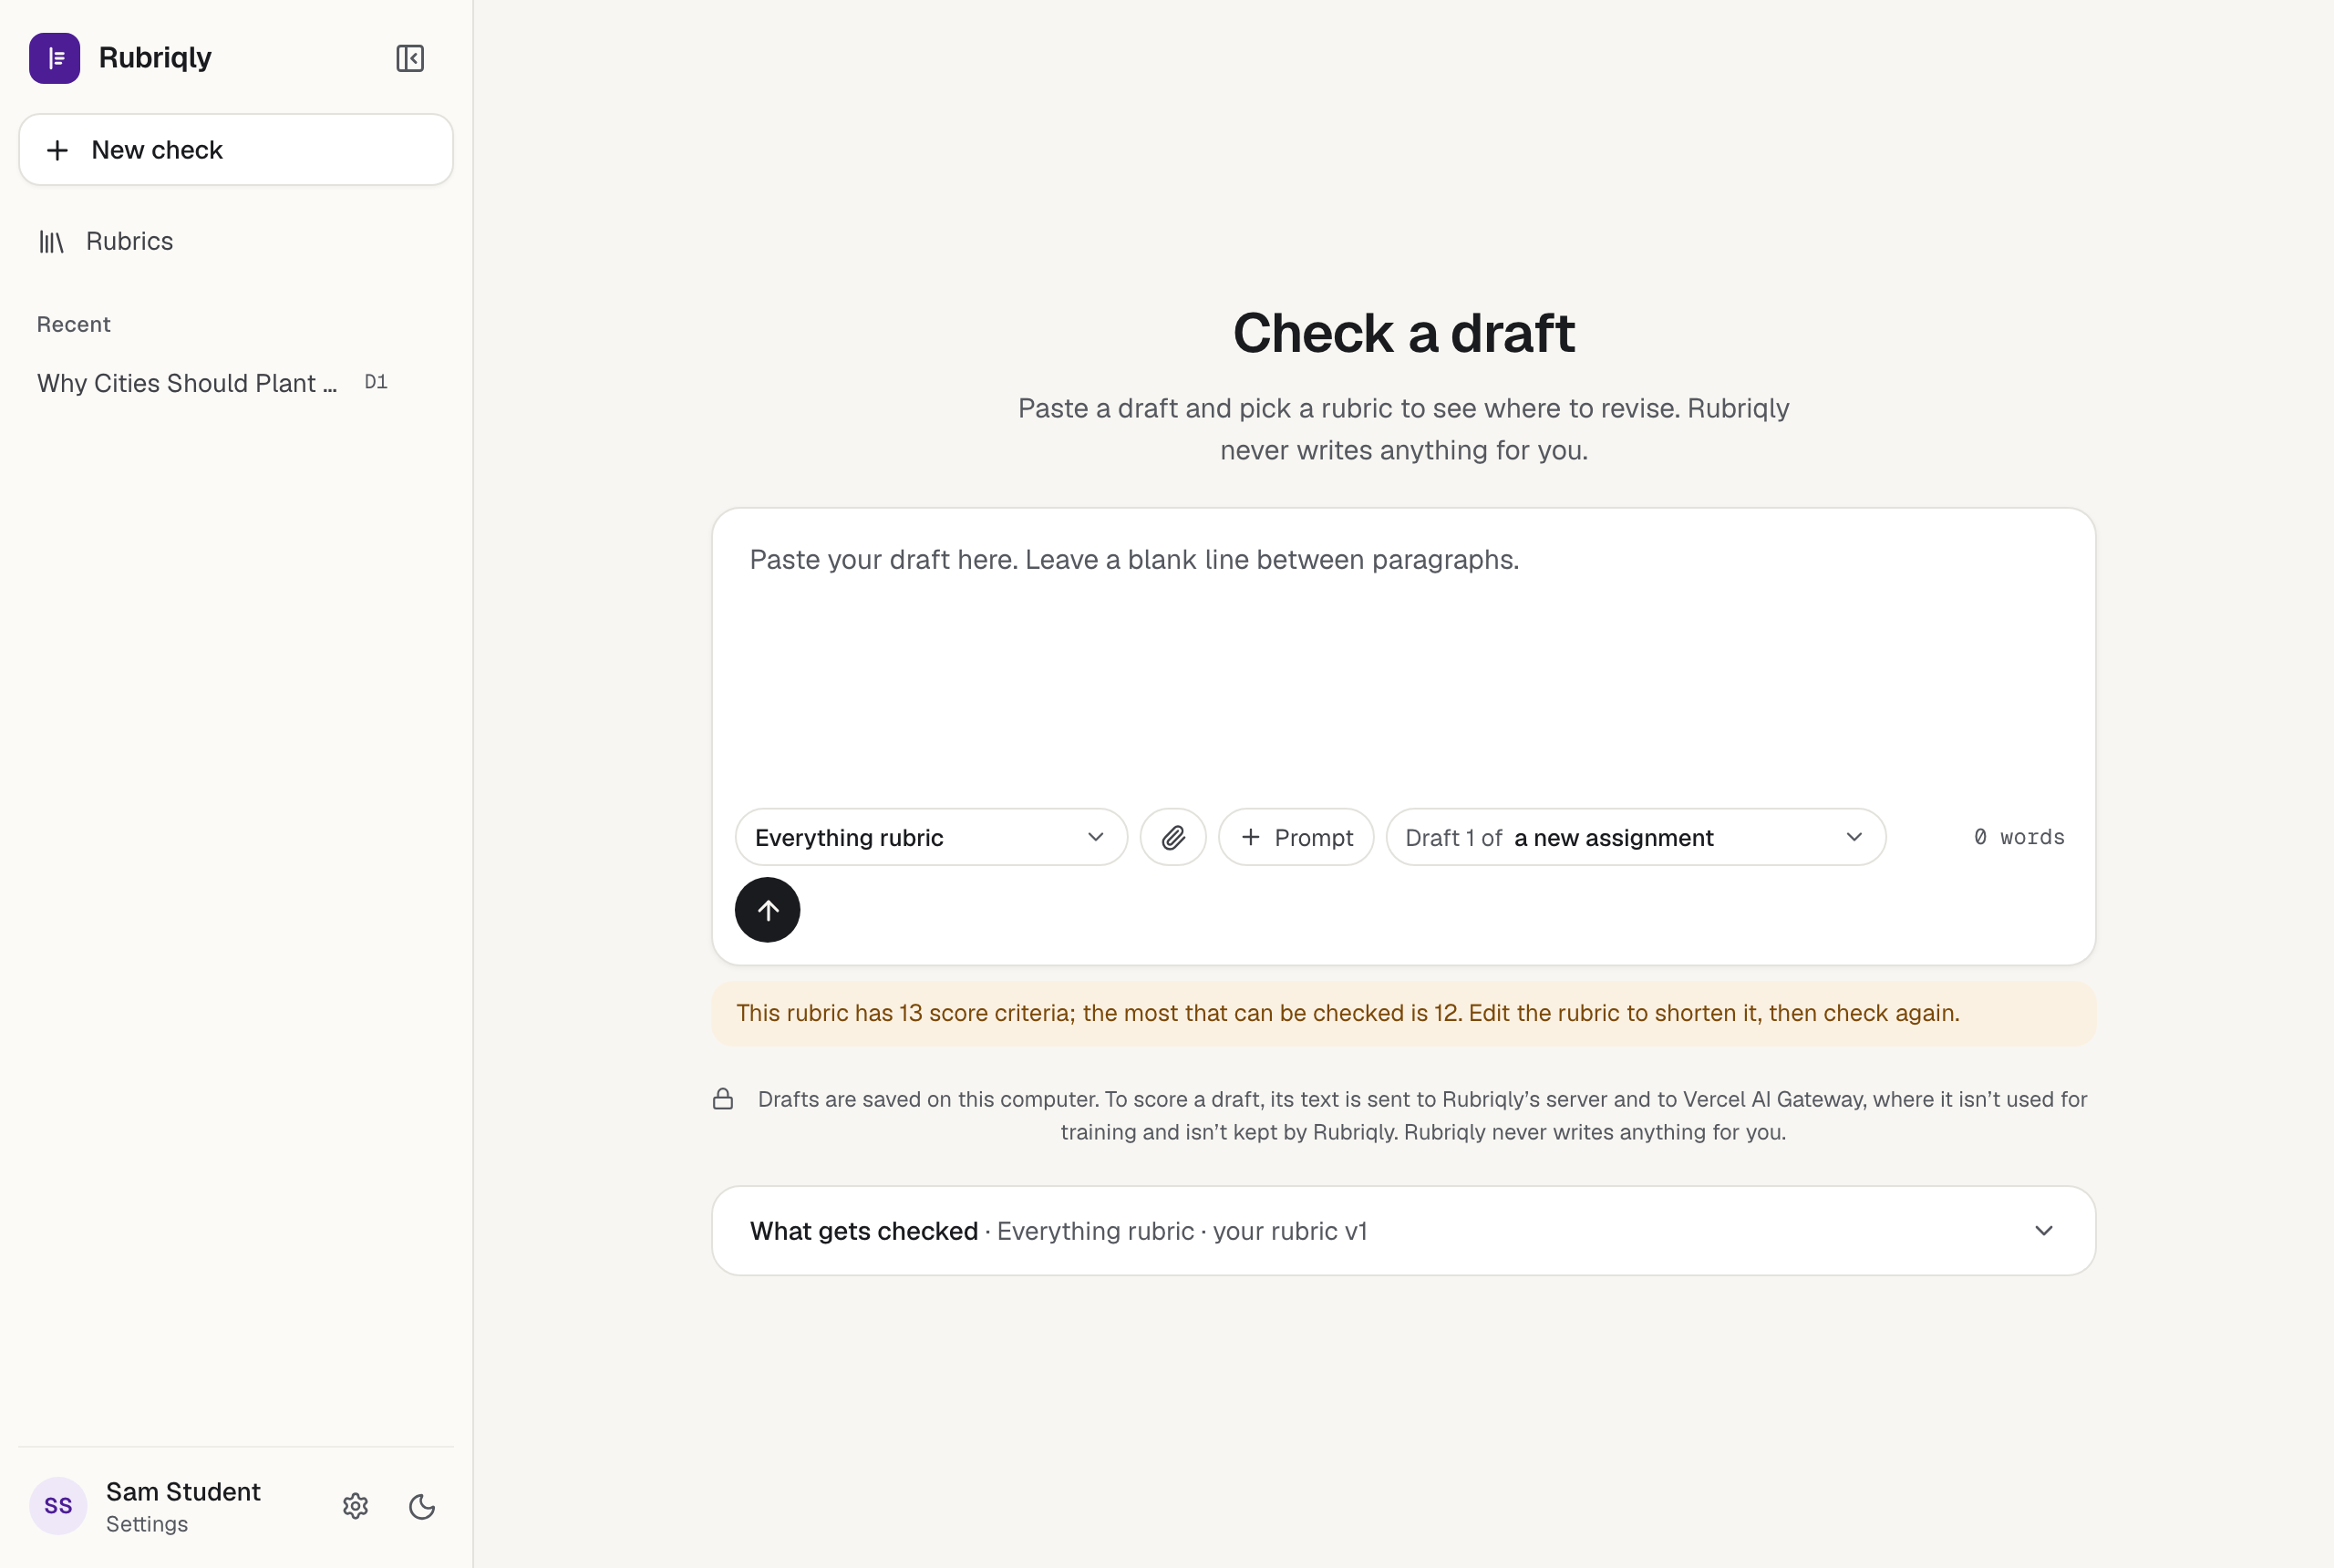 Rubriqly
New check
Rubrics
Recent
Why Cities Should Plant ... D1
Check a draft
Paste a draft and pick a rubric to see where to revise. Rubriqly
never writes anything for you.
Paste your draft here. Leave a blank line between paragraphs.
Everything rubric
Prompt
Draft 1 of a new assignment
0 words
This rubric has 13 score criteria; the most that can be checked is 12. Edit the rubric to shorten it, then check again.
Drafts are saved on this computer. To score a draft, its text is sent to Rubriqly’s server and to Vercel AI Gateway, where it isn’t used for
training and isn’t kept by Rubriqly. Rubriqly never writes anything for you.
What gets checked · Everything rubric · your rubric v1
SS
Sam Student
Settings